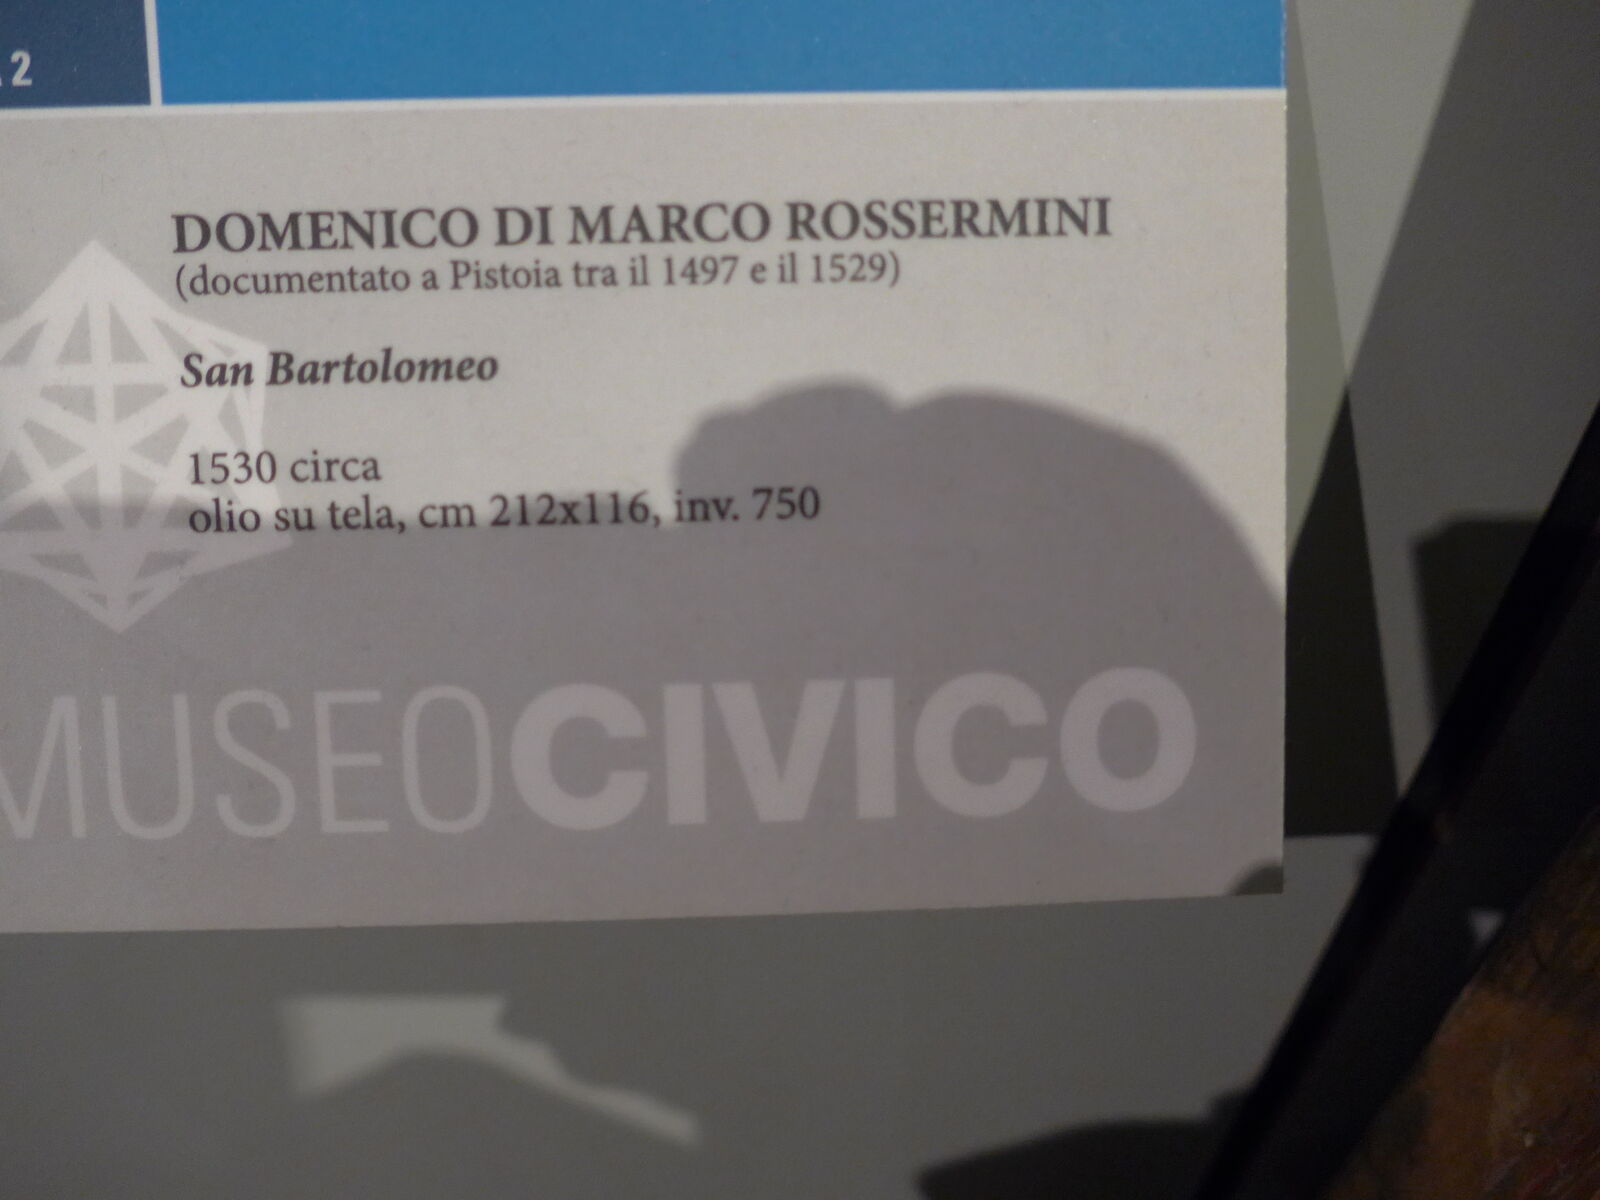 2
DOMENICO DI MARCO ROSSERMINI
(documentato a Pistoia tra il 1497 e il 1529)
San Bartolomeo
1530 circa
olio su tela, cm 212x116, inv. 750
MUSEOCIVICO